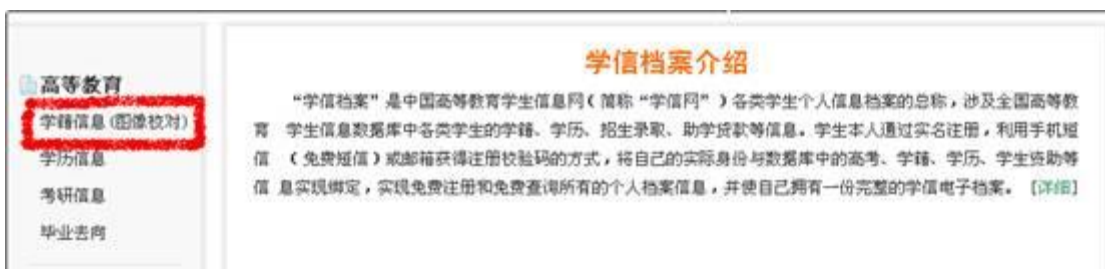 高等教育
学籍信息(图像校对)
学历信息
考研信息
毕业去向
学信档案介绍
“学信档案”是中国高等教育学生信息网(简称“学信网”)各类学生个人信息档案的总称，涉及全国高等教
育 学生信息数据库中各类学生的学籍、学历、招生录取、助学贷款等信息。学生本人通过实名注册，利用手机短
信 (免费短信)或邮箱获得注册校验码的方式，将自己的实际身份与数据库中的高考、学籍、学历、学生资助等
信 息实现绑定，实现免费注册和免费查询所有的个人档案信息，并使自己拥有一份完整的学信电子档案。 [详细]